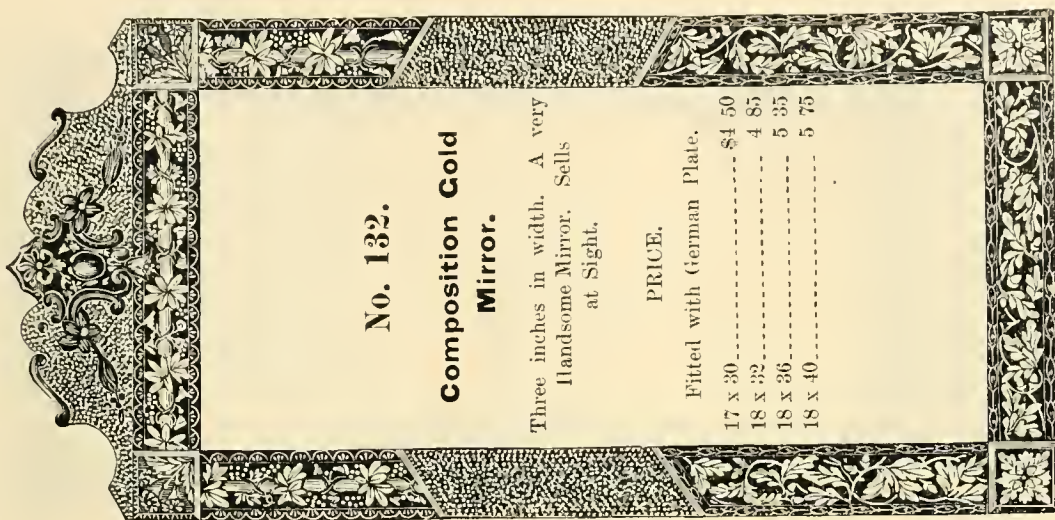 No. 132.
Composition Gold
Mirror.
Three inches in width. A very
Handsome Mirror. Sells
at Sight.
PRICE.
Fitted with German Plate.
17 x 30-------------------- $4 50
18 x 32-------------------- 4 85
18 x 36-------------------- 5 35
18 x 40-------------------- 5 75